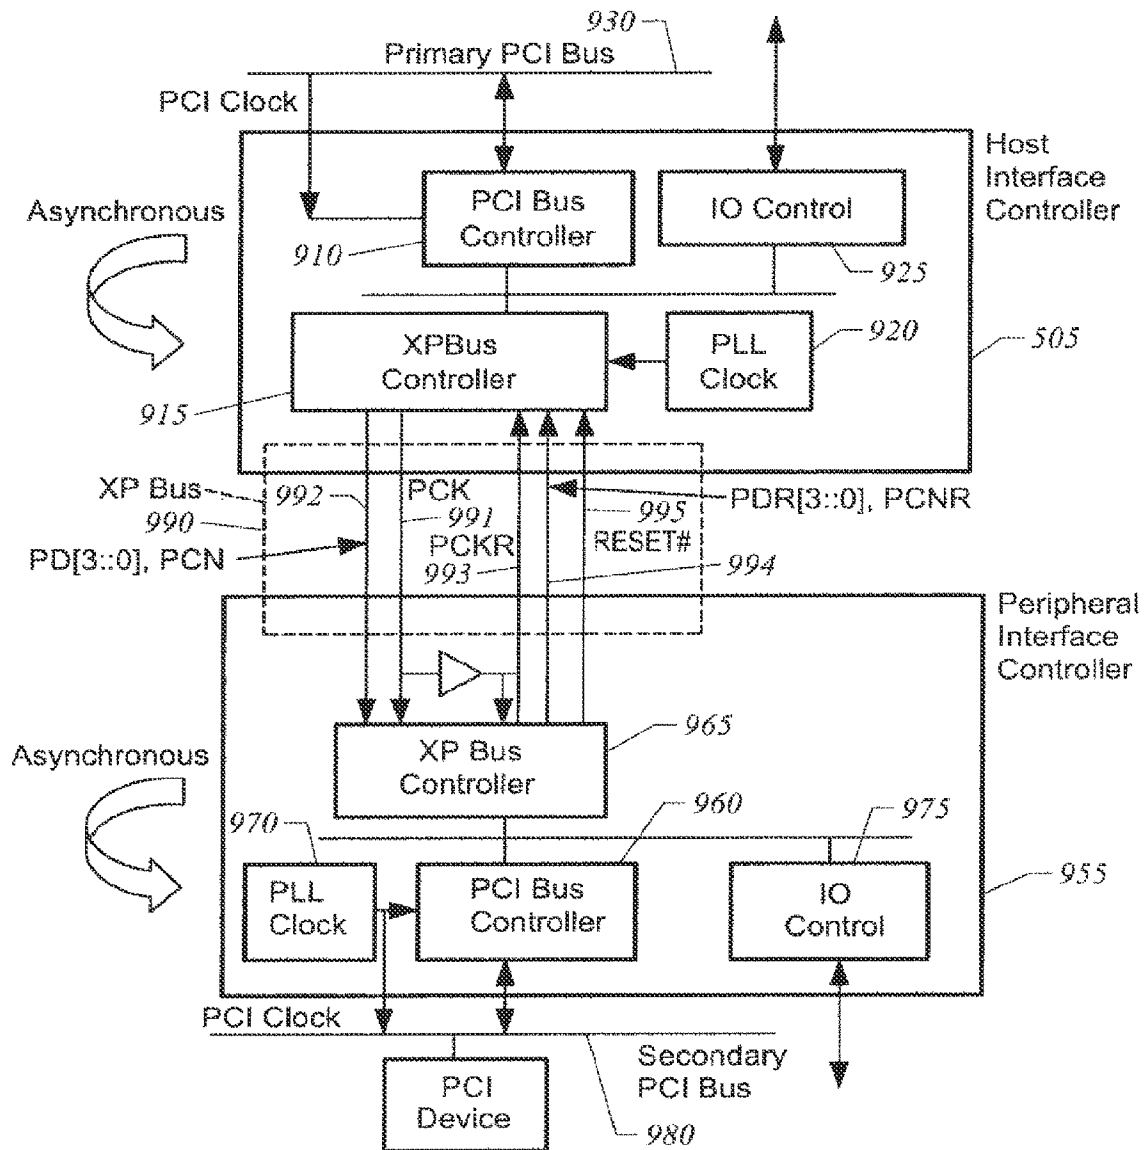 930
Primary PCI Bus
PCI Clock
Host
Interface
Controller
Asynchronous
PCI Bus
Controller
910
IO Control
925
XPBus
Controller
915
PLL
Clock
920
505
XP Bus
990
992
PCK
991
PCKR
993
PDR[3::0], PCNR
995
RESET#
994
PD[3::0], PCN
Peripheral
Interface
Controller
Asynchronous
XP Bus
Controller
965
970
960
975
PLL
Clock
PCI Bus
Controller
IO
Control
955
PCI Clock
Secondary
PCI Bus
PCI
Device
980